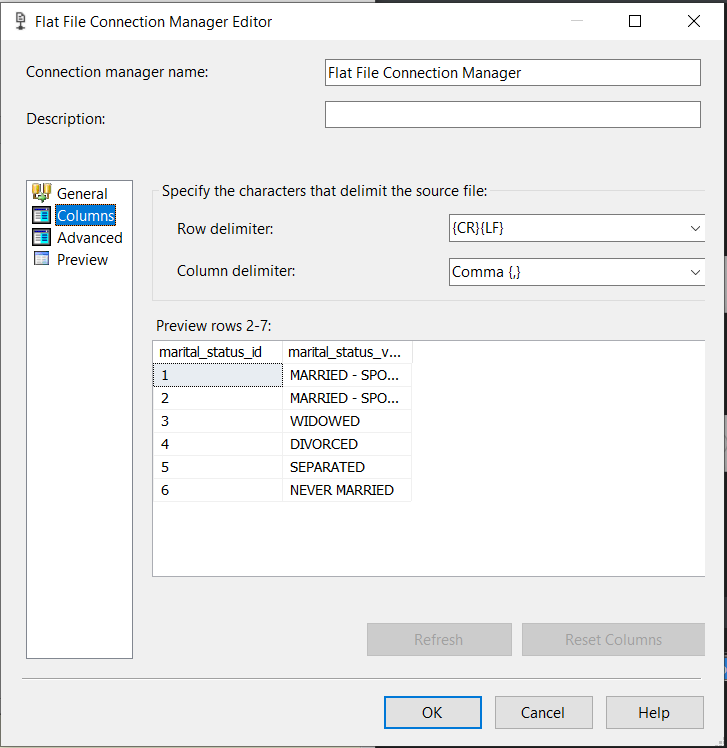 Flat File Connection Manager Editor
Connection manager name: Flat File Connection Manager
Description:
General
Columns
Advanced
Preview
Specify the characters that delimit the source file:
Row delimiter: {CR}{LF}
Column delimiter: Comma {,}
Preview rows 2-7:
marital_status_id marital_status_v...
1 MARRIED - SPO...
2 MARRIED - SPO...
3 WIDOWED
4 DIVORCED
5 SEPARATED
6 NEVER MARRIED
Refresh Reset Columns
OK Cancel Help